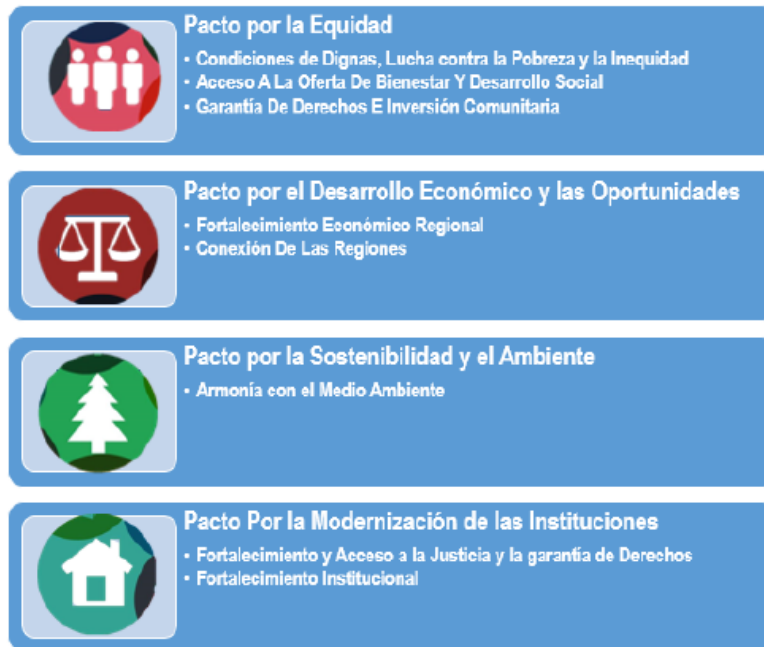 Pacto por la Equidad
• Condiciones de Dignas, Lucha contra la Pobreza y la Inequidad
• Acceso A La Oferta De Bienestar Y Desarrollo Social
• Garantía De Derechos E Inversión Comunitaria
Pacto por el Desarrollo Económico y las Oportunidades
• Fortalecimiento Económico Regional
• Conexión De Las Regiones
Pacto por la Sostenibilidad y el Ambiente
• Armonía con el Medio Ambiente
Pacto Por la Modernización de las Instituciones
• Fortalecimiento y Acceso a la Justicia y la garantía de Derechos
• Fortalecimiento Institucional